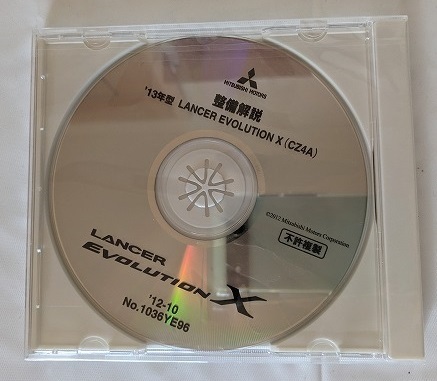 MITSUBISHI MOTORS
整備解説
'13年型 LANCER EVOLUTION X (CZ4A)
©2012 Mitsubishi Motors Corporation
不許複製
LANCER
EVOLUTION X
'12-10
No.1036YE96